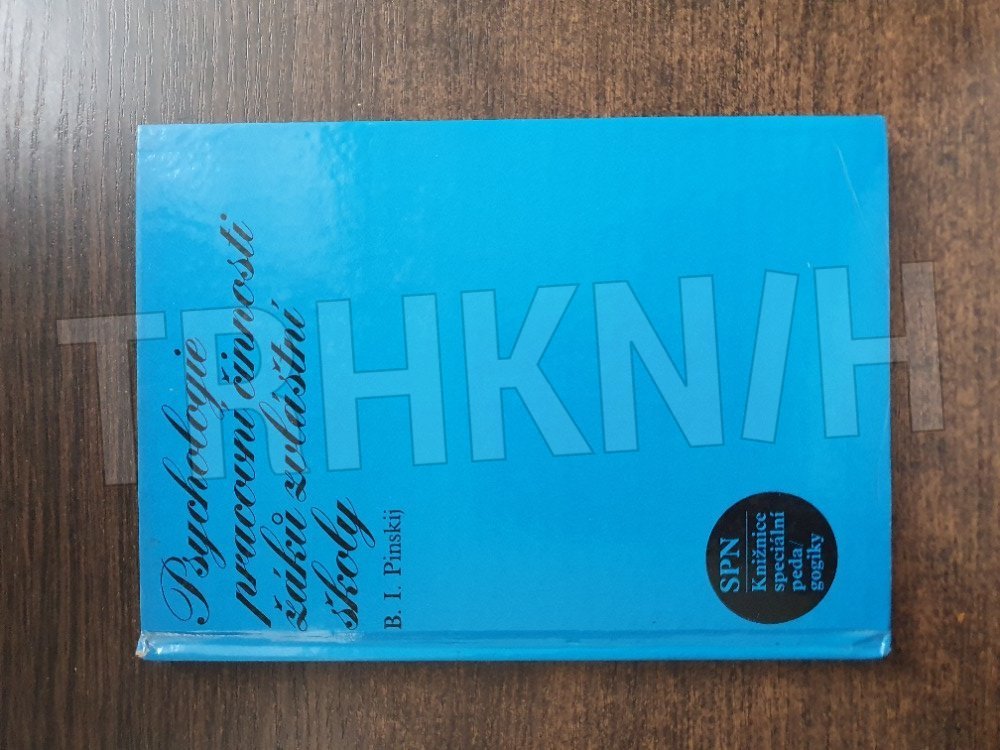 Psychologie
pracovní činnosti
žáků zvláštní
školy
B. I. Pinskij
SPN
Knižnice
speciální
peda/
gogiky
TRHKNIH